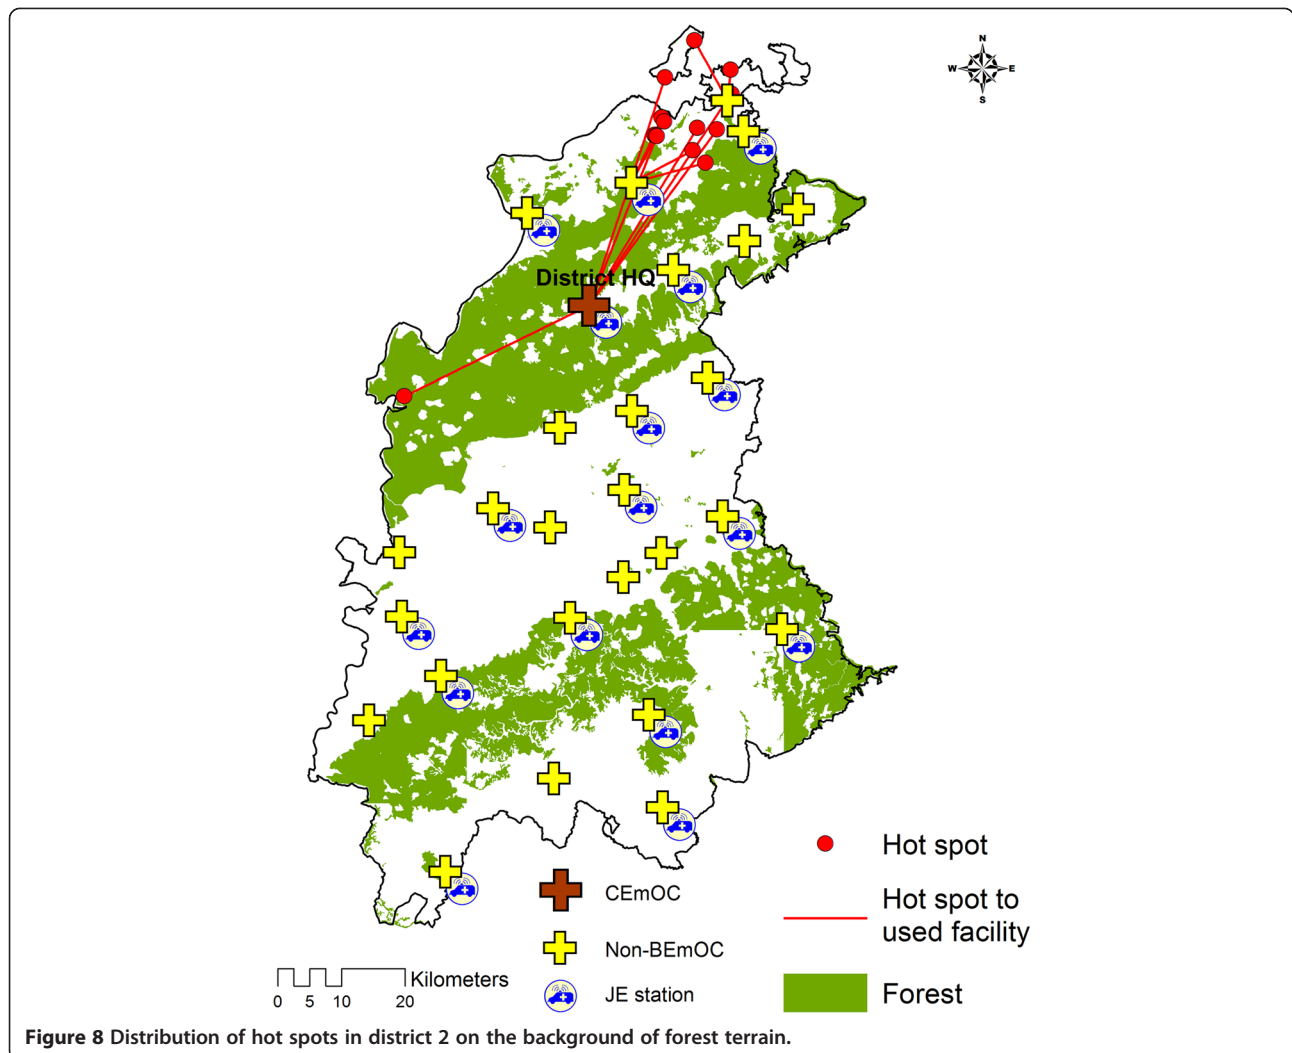 N
W E
S
District HQ
Hot spot
CEmOC
Hot spot to
used facility
Non-BEmOC
Kilometers
JE station
Forest
0 5 10 20
Figure 8 Distribution of hot spots in district 2 on the background of forest terrain.